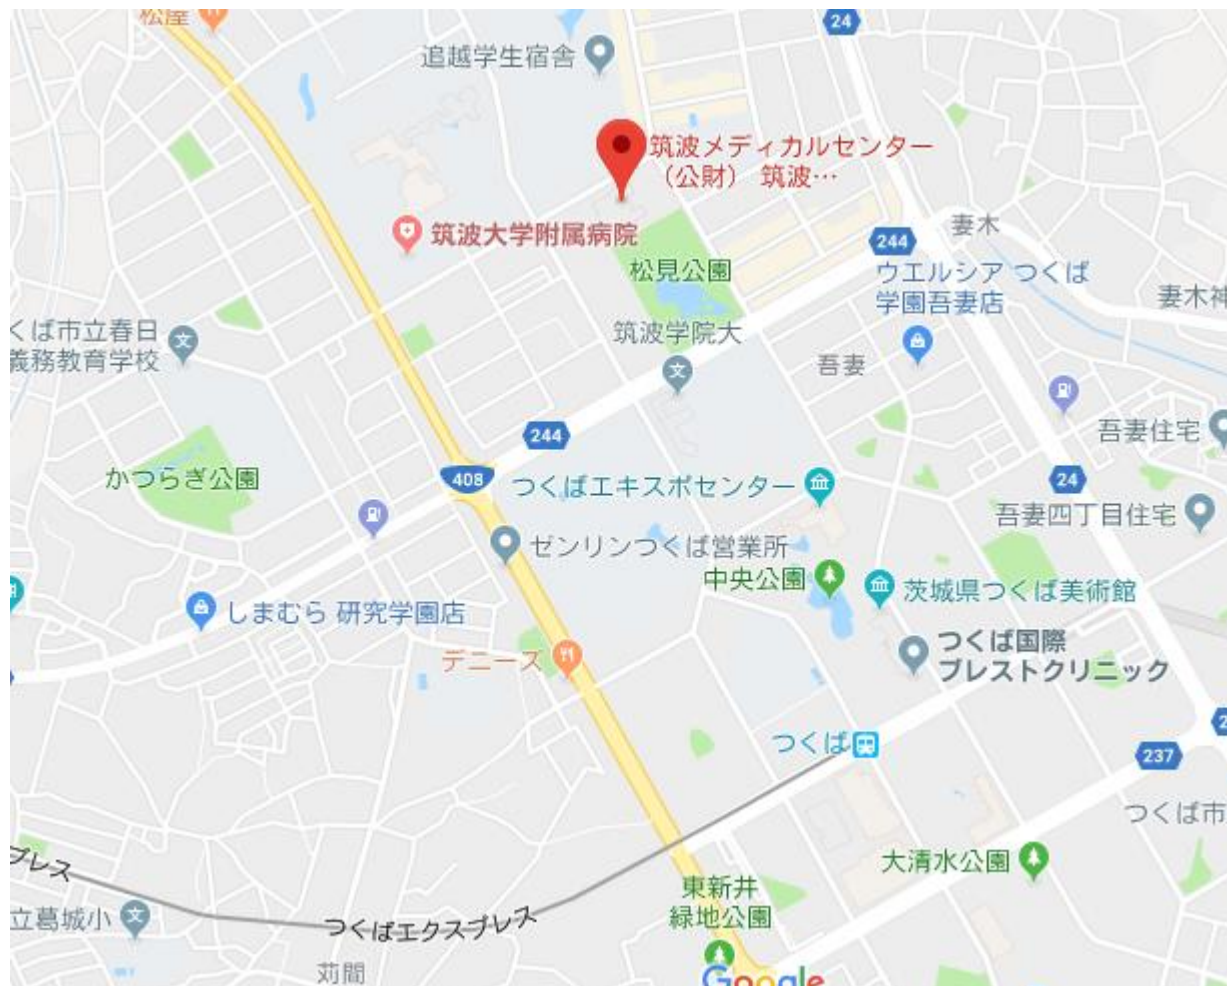 松屋
24
追越学生宿舎
筑波メディカルセンター
（公財） 筑波…
筑波大学附属病院
244
妻木
松見公園
ウエルシア つくば
学園吾妻店
妻木神
くば市立春日
義務教育学校
筑波学院大
吾妻
244
吾妻住宅
かつらぎ公園
408
つくばエキスポセンター
24
吾妻四丁目住宅
ゼンリンつくば営業所
中央公園
茨城県つくば美術館
しまむら 研究学園店
つくば国際
ブレストクリニック
デニーズ
つくば
237
つくば市
プレス
大清水公園
東新井
緑地公園
立葛城小
つくばエクスプレス
苅間
Google